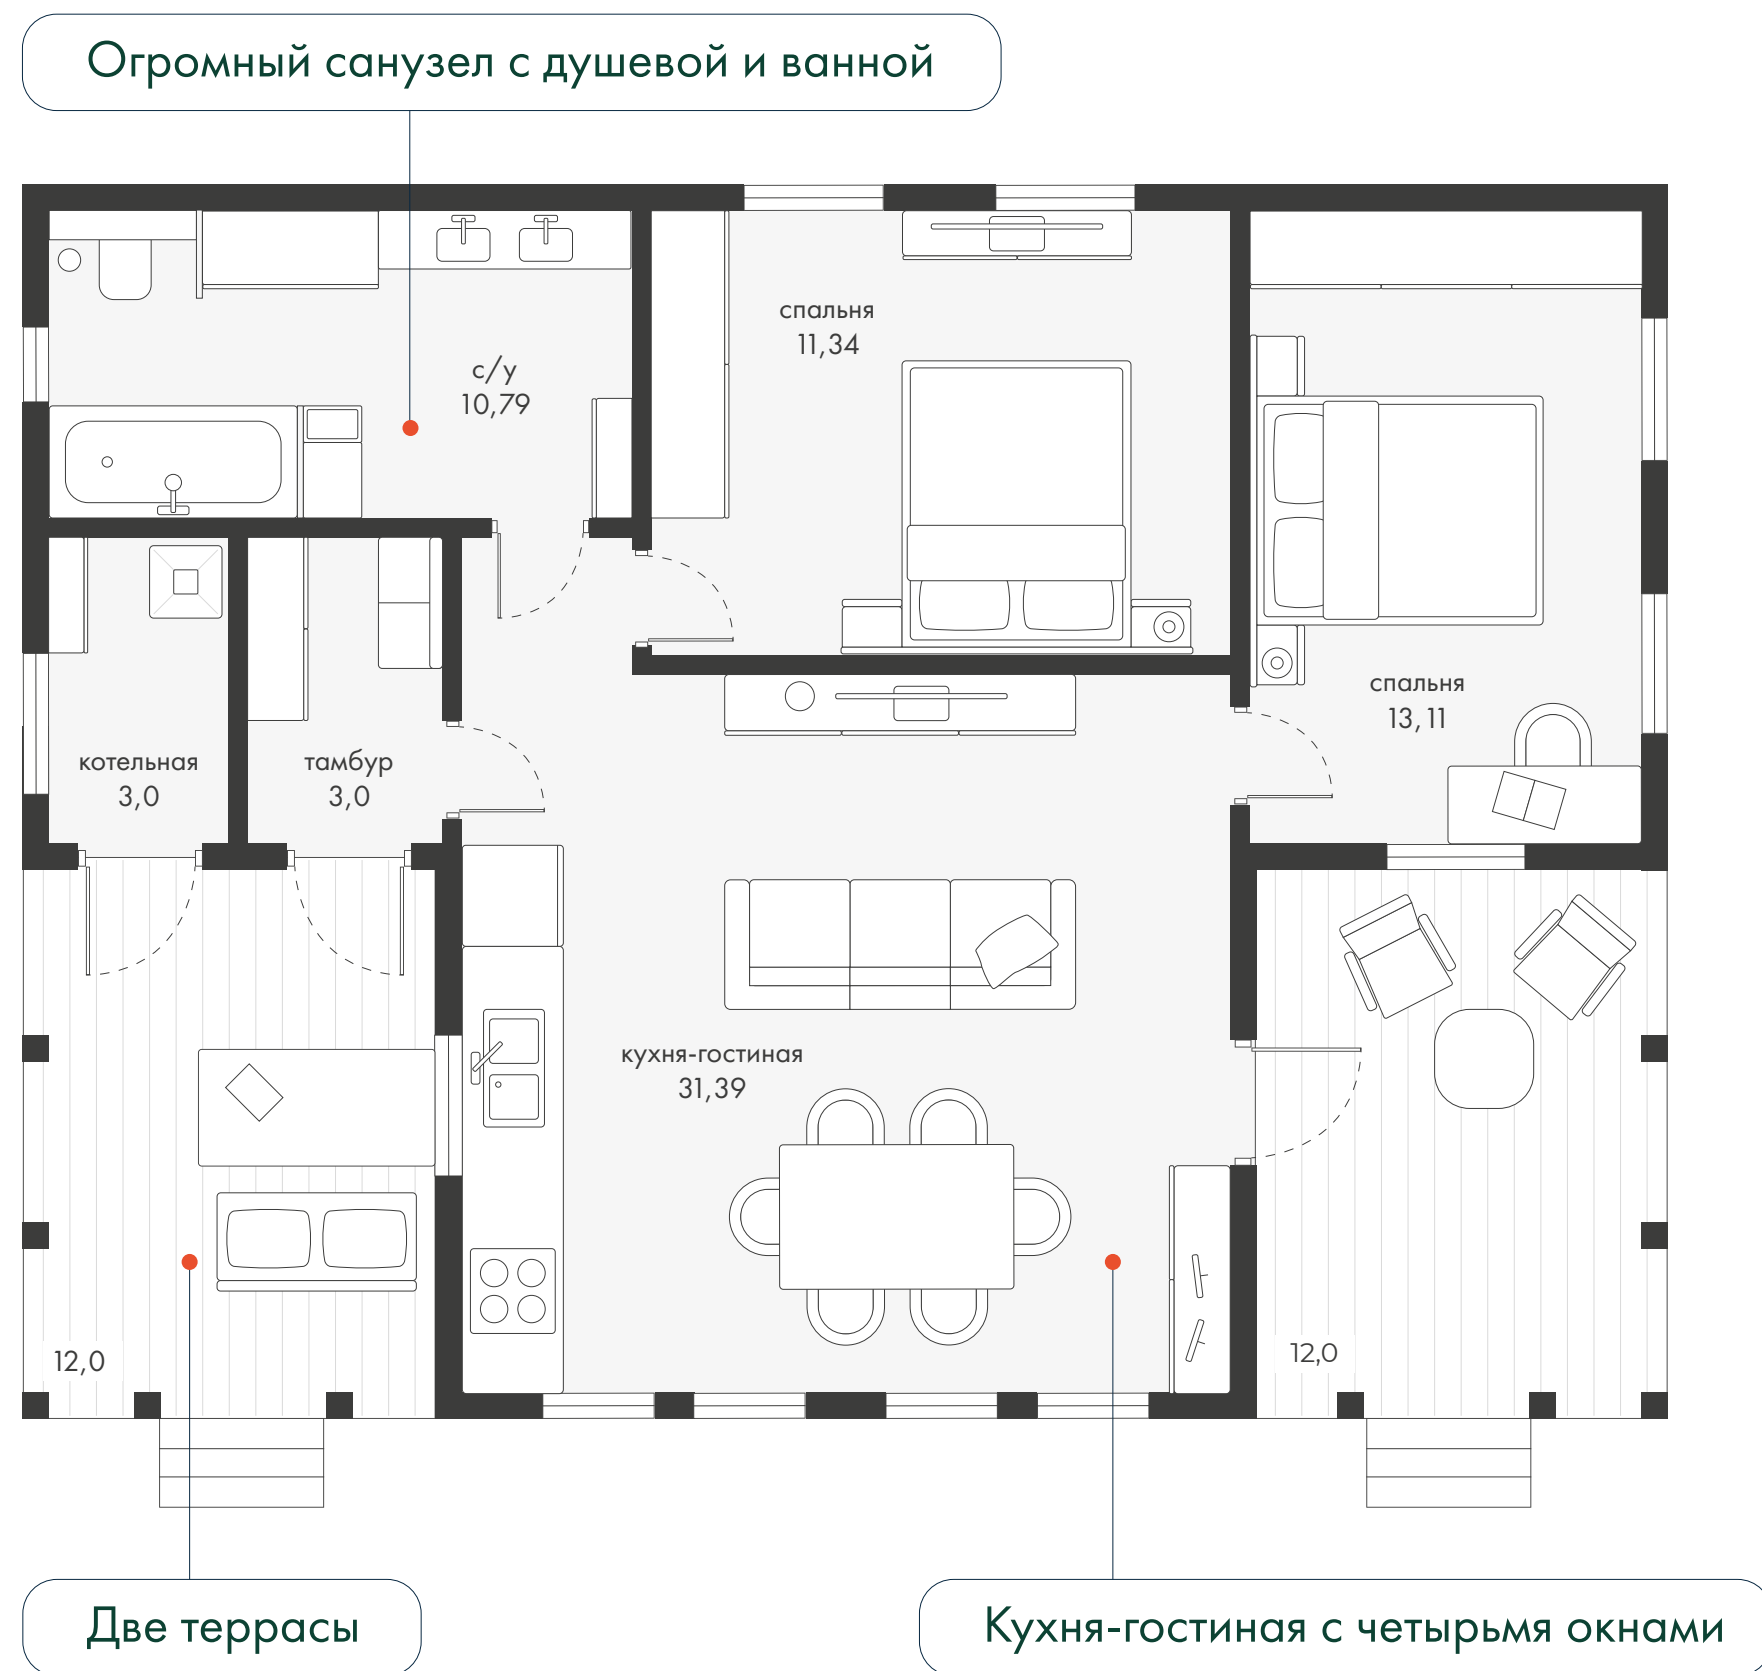 Огромный санузел с душевой и ванной
спальня
11,34
с/у
10,79
спальня
13,11
котельная
3,0
тамбур
3,0
кухня-гостиная
31,39
12,0
12,0
Две террасы
Кухня-гостиная с четырьмя окнами